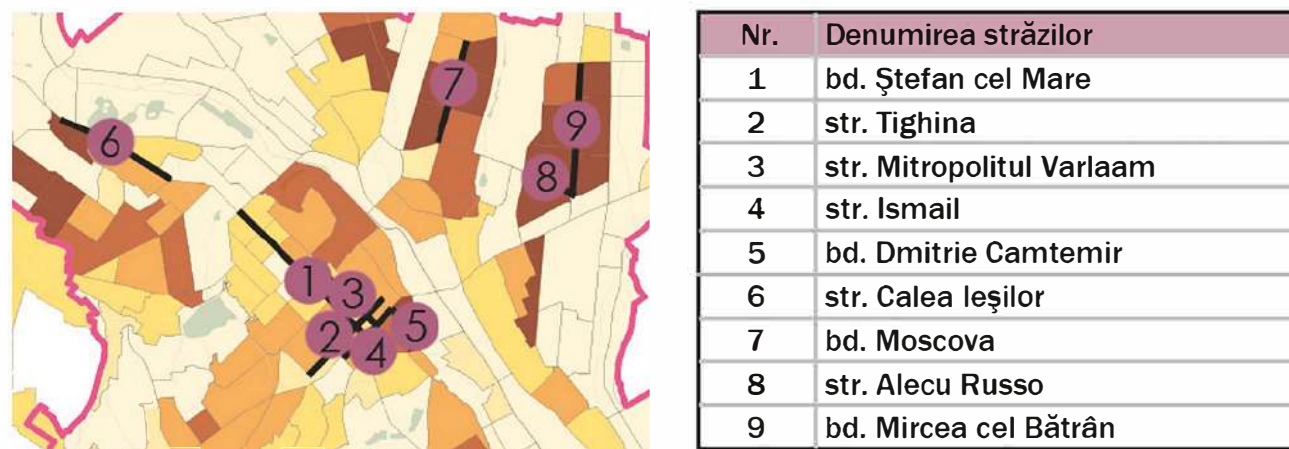 7
9
6
8
1
3
2
5
4
Nr. Denumirea străzilor
1 bd. Ştefan cel Mare
2 str. Tighina
3 str. Mitropolitul Varlaam
4 str. Ismail
5 bd. Dmitrie Camtemir
6 str. Calea Ieşilor
7 bd. Moscova
8 str. Alecu Russo
9 bd. Mircea cel Bătrân